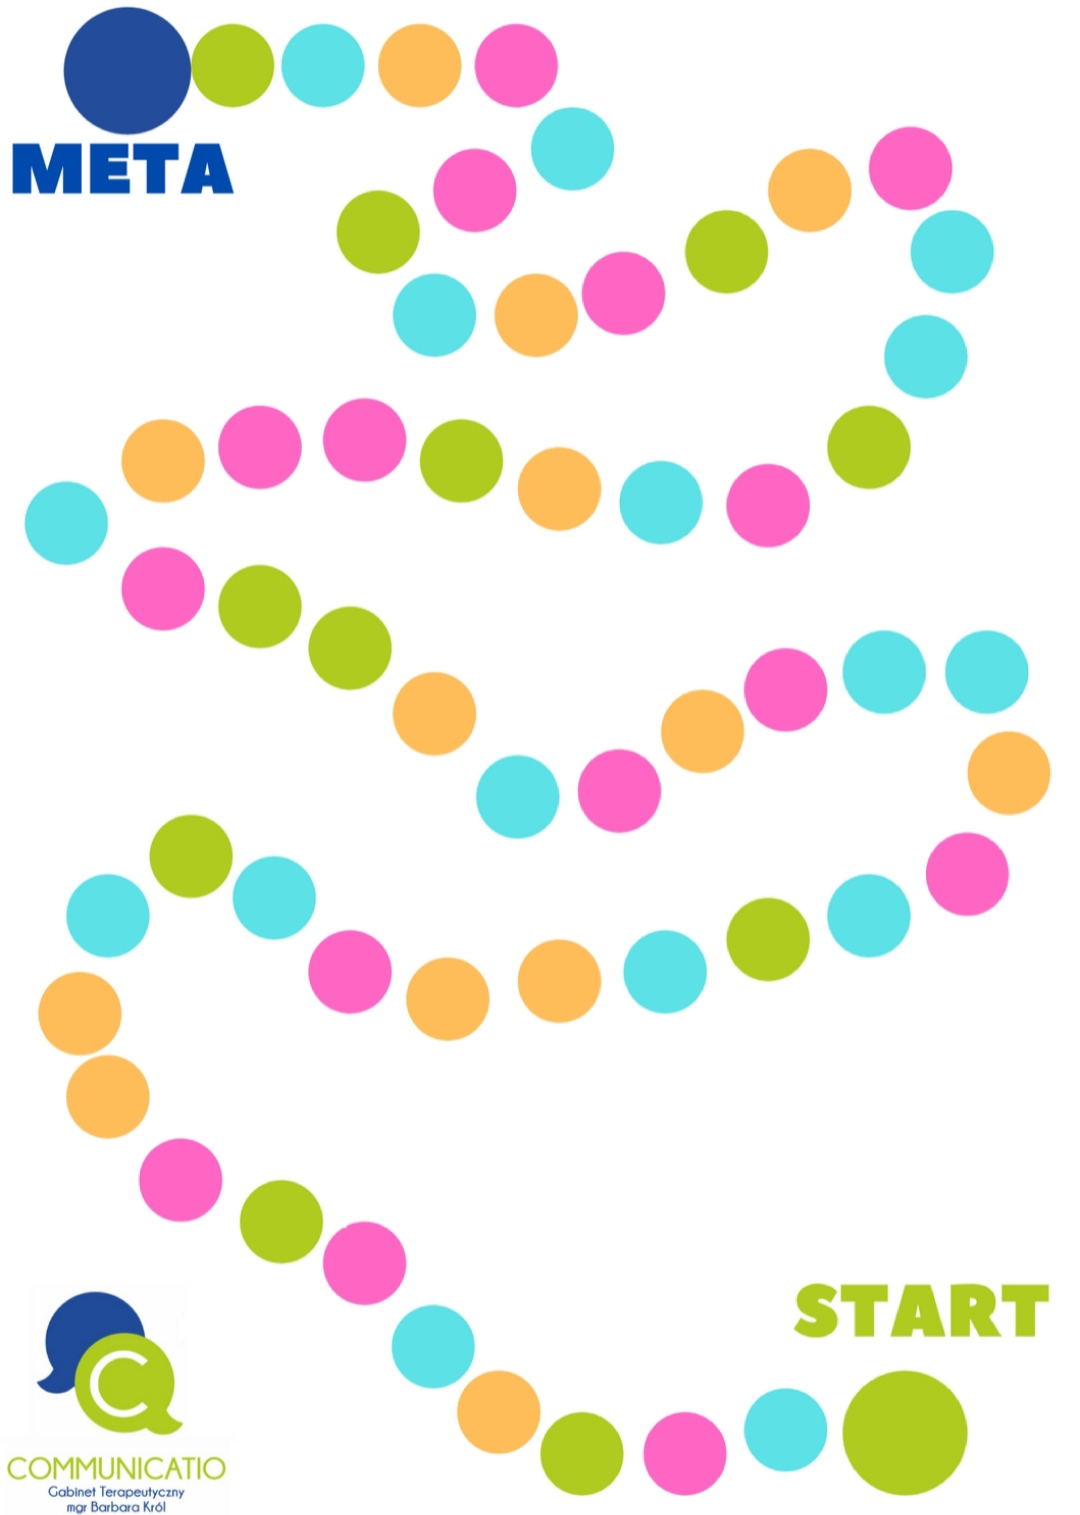 META
START
C
COMMUNICATIO
Gabinet Terapeutyczny
mgr Barbara Król